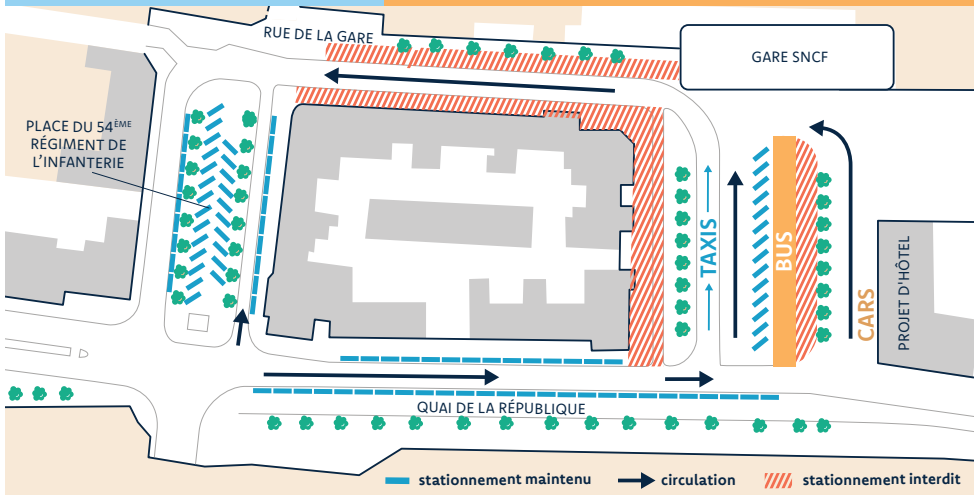 RUE DE LA GARE
GARE SNCF
PLACE DU 54ÈME
RÉGIMENT DE
L'INFANTERIE
TAXIS
BUS
CARS
PROJET D'HÔTEL
QUAI DE LA RÉPUBLIQUE
stationnement maintenu
circulation
stationnement interdit